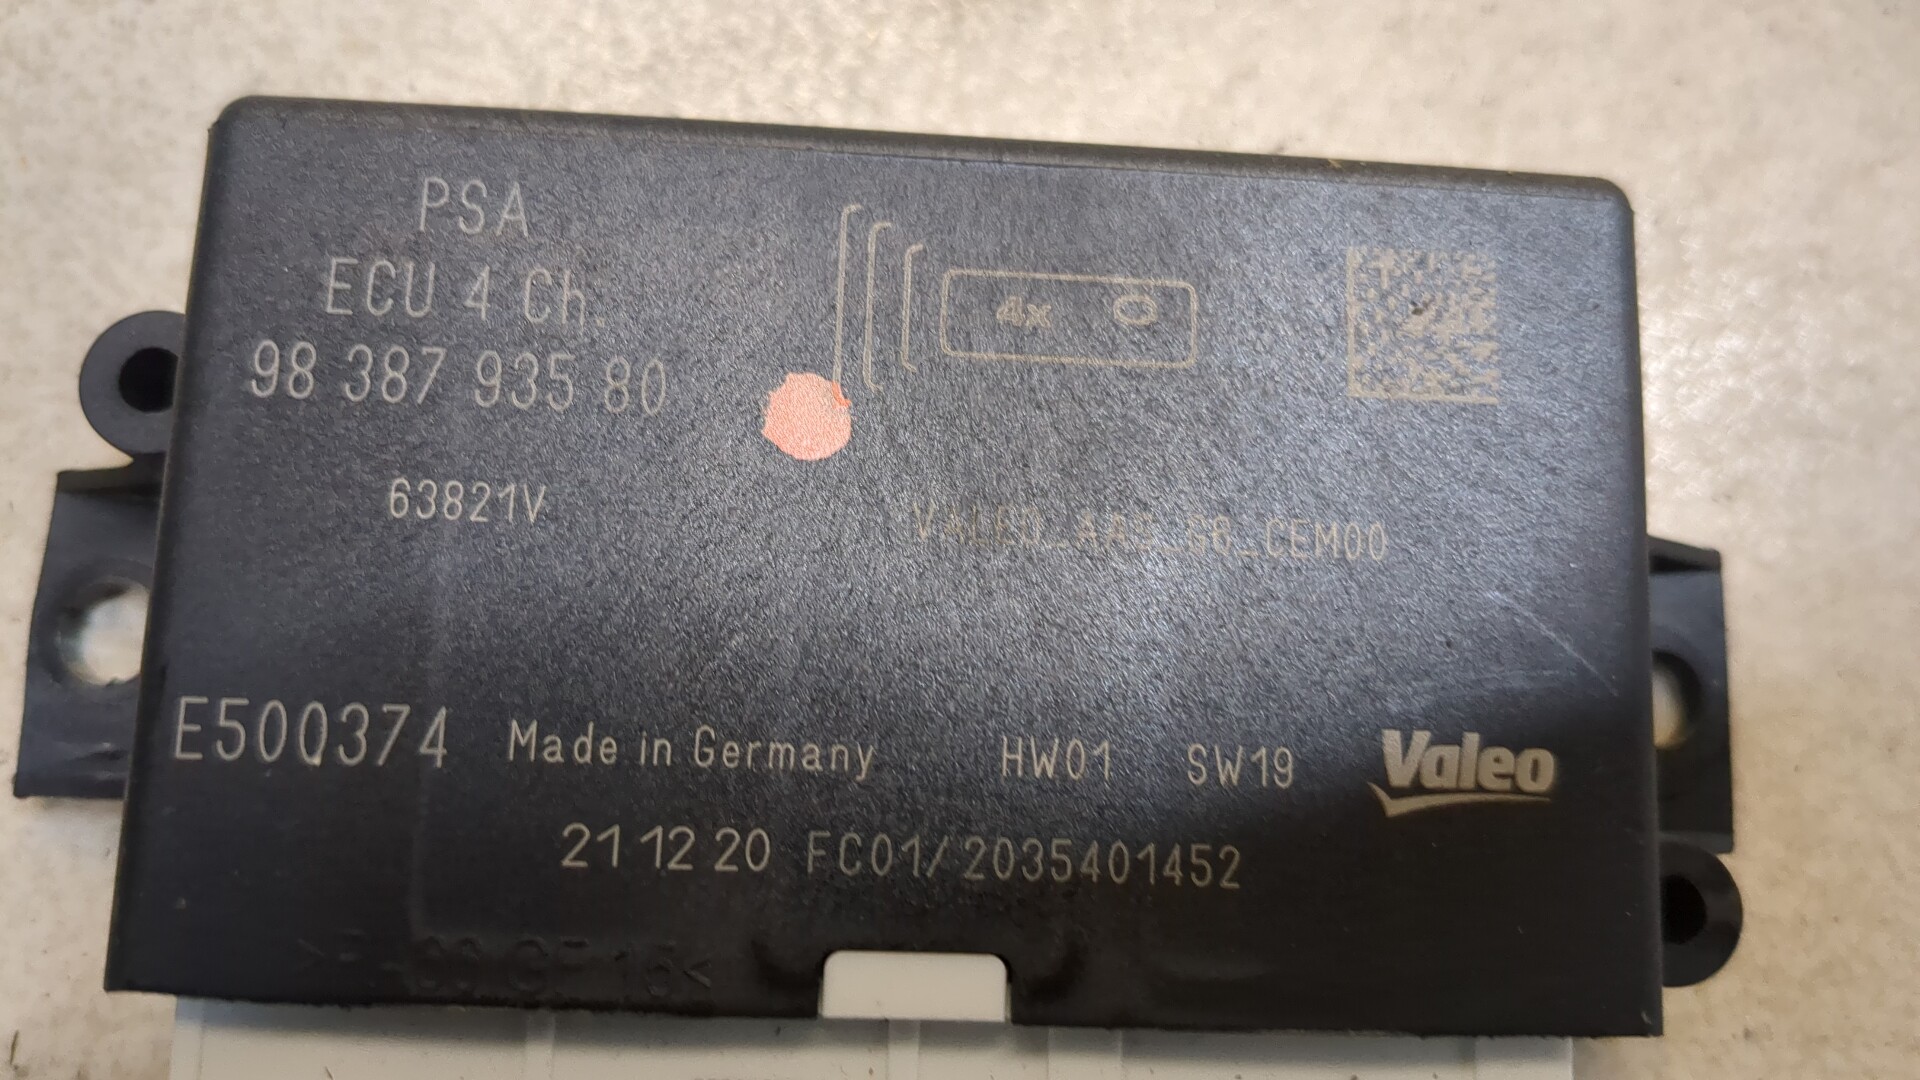 PSA
ECU 4 Ch.
98 387 935 80
4x
63821V
VALEO_AAS_G6_CEM00
E500374 Made in Germany HW01 SW19 Valeo
21 12 20 FC01/2035401452